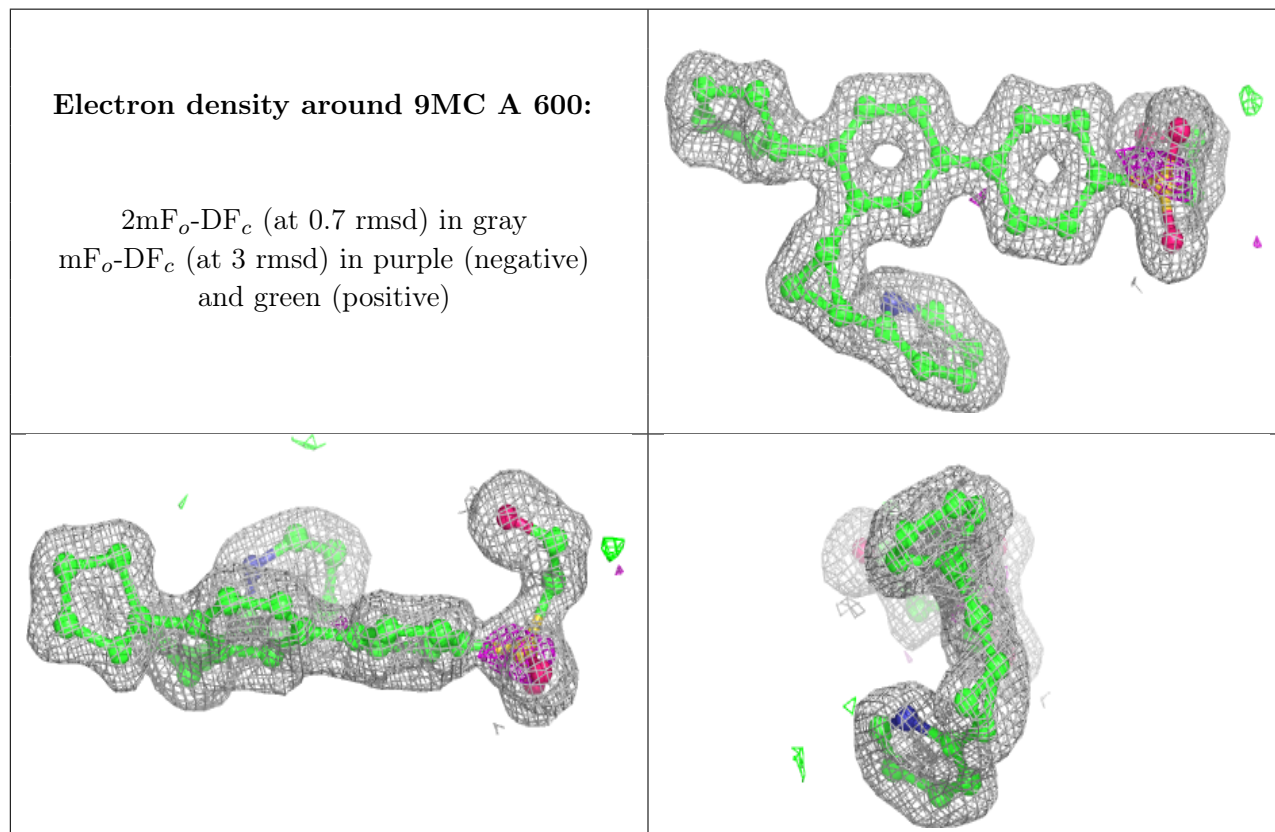 Electron density around 9MC A 600:
2mFo-DFc (at 0.7 rmsd) in gray
mFo-DFc (at 3 rmsd) in purple (negative)
and green (positive)